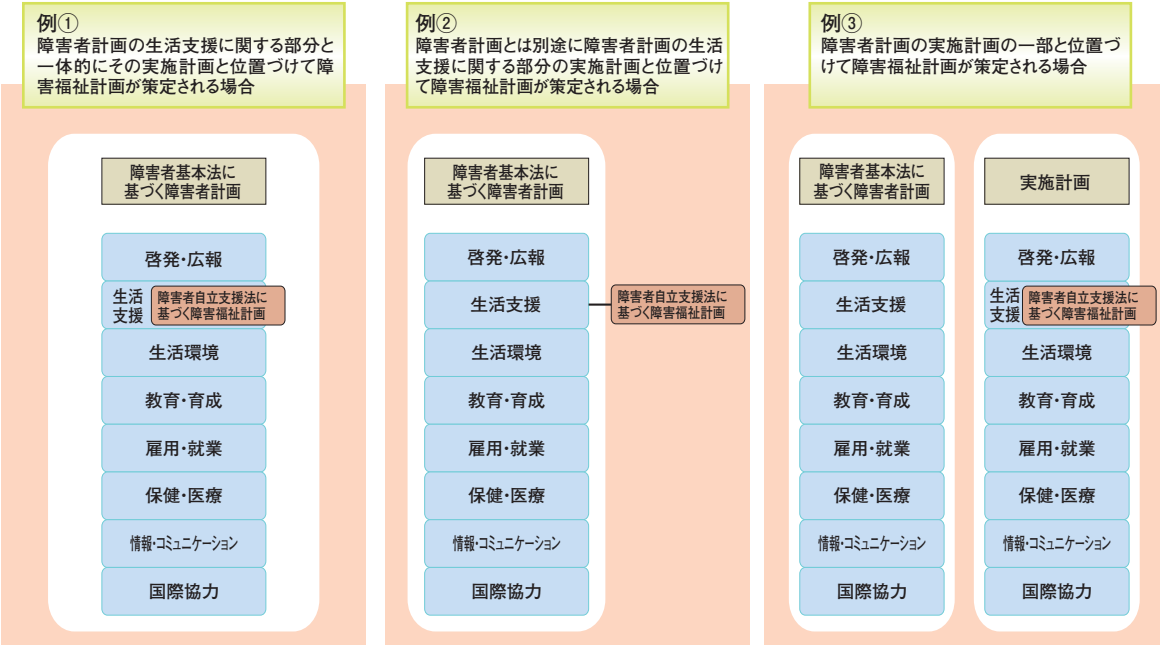 例①
障害者計画の生活支援に関する部分と
一体的にその実施計画と位置づけて障
害福祉計画が策定される場合
障害者基本法に
基づく障害者計画
啓発・広報
生活
支援
障害者自立支援法に
基づく障害福祉計画
生活環境
教育・育成
雇用・就業
保健・医療
情報・コミュニケーション
国際協力
例②
障害者計画とは別途に障害者計画の生活
支援に関する部分の実施計画と位置づけ
て障害福祉計画が策定される場合
障害者基本法に
基づく障害者計画
啓発・広報
生活支援
障害者自立支援法に
基づく障害福祉計画
生活環境
教育・育成
雇用・就業
保健・医療
情報・コミュニケーション
国際協力
例③
障害者計画の実施計画の一部と位置づ
けて障害福祉計画が策定される場合
障害者基本法に
基づく障害者計画
啓発・広報
生活支援
生活環境
教育・育成
雇用・就業
保健・医療
情報・コミュニケーション
国際協力
実施計画
啓発・広報
生活
支援
障害者自立支援法に
基づく障害福祉計画
生活環境
教育・育成
雇用・就業
保健・医療
情報・コミュニケーション
国際協力